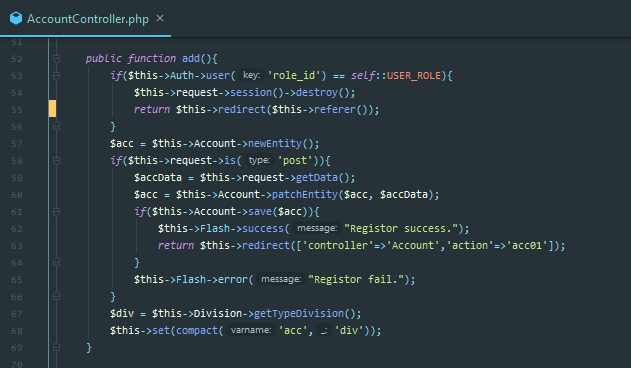 AccountController.php ×
51
52 public function add(){
53 if($this->Auth->user( key: 'role_id') == self::USER_ROLE){
54 $this->request->session()->destroy();
55 return $this->redirect($this->referer());
56 }
57 $acc = $this->Account->newEntity();
58 if($this->request->is( type: 'post')){
59 $accData = $this->request->getData();
60 $acc = $this->Account->patchEntity($acc, $accData);
61 if($this->Account->save($acc)){
62 $this->Flash->success( message: "Registor success.");
63 return $this->redirect(['controller'=>'Account','action'=>'acc01']);
64 }
65 $this->Flash->error( message: "Registor fail.");
66 }
67 $div = $this->Division->getTypeDivision();
68 $this->set(compact( varname: 'acc', _: 'div'));
69 }
70